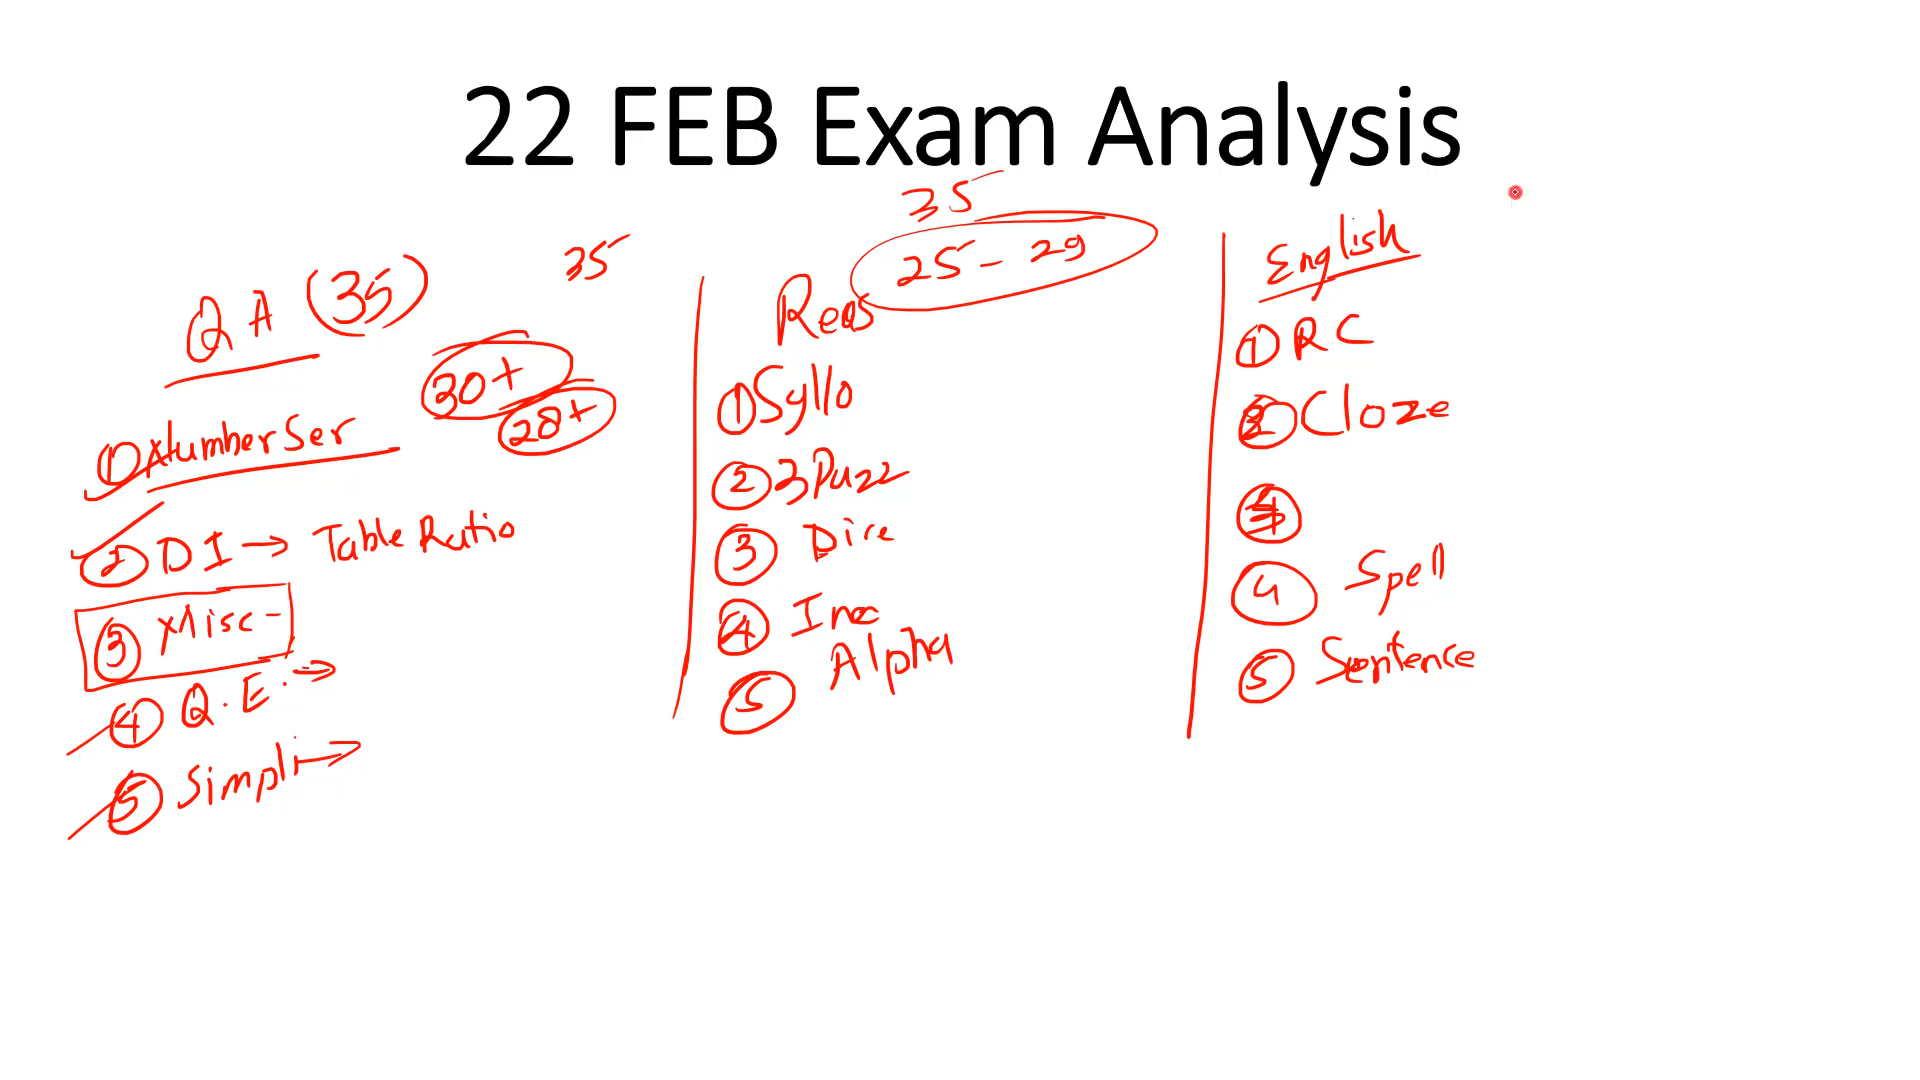 22 FEB Exam Analysis
QA (35)
35
30+
28+
① Number Ser
② DI → Table Ratio
③ Misc -
④ Q.E. →
⑤ Simpli →
35
25 - 29
Reas
① Syllo
② 3 Puzz
③ Dire
④ Ine
⑤ Alpha
English
① RC
② Cloze
④ Spell
⑤ Sentence